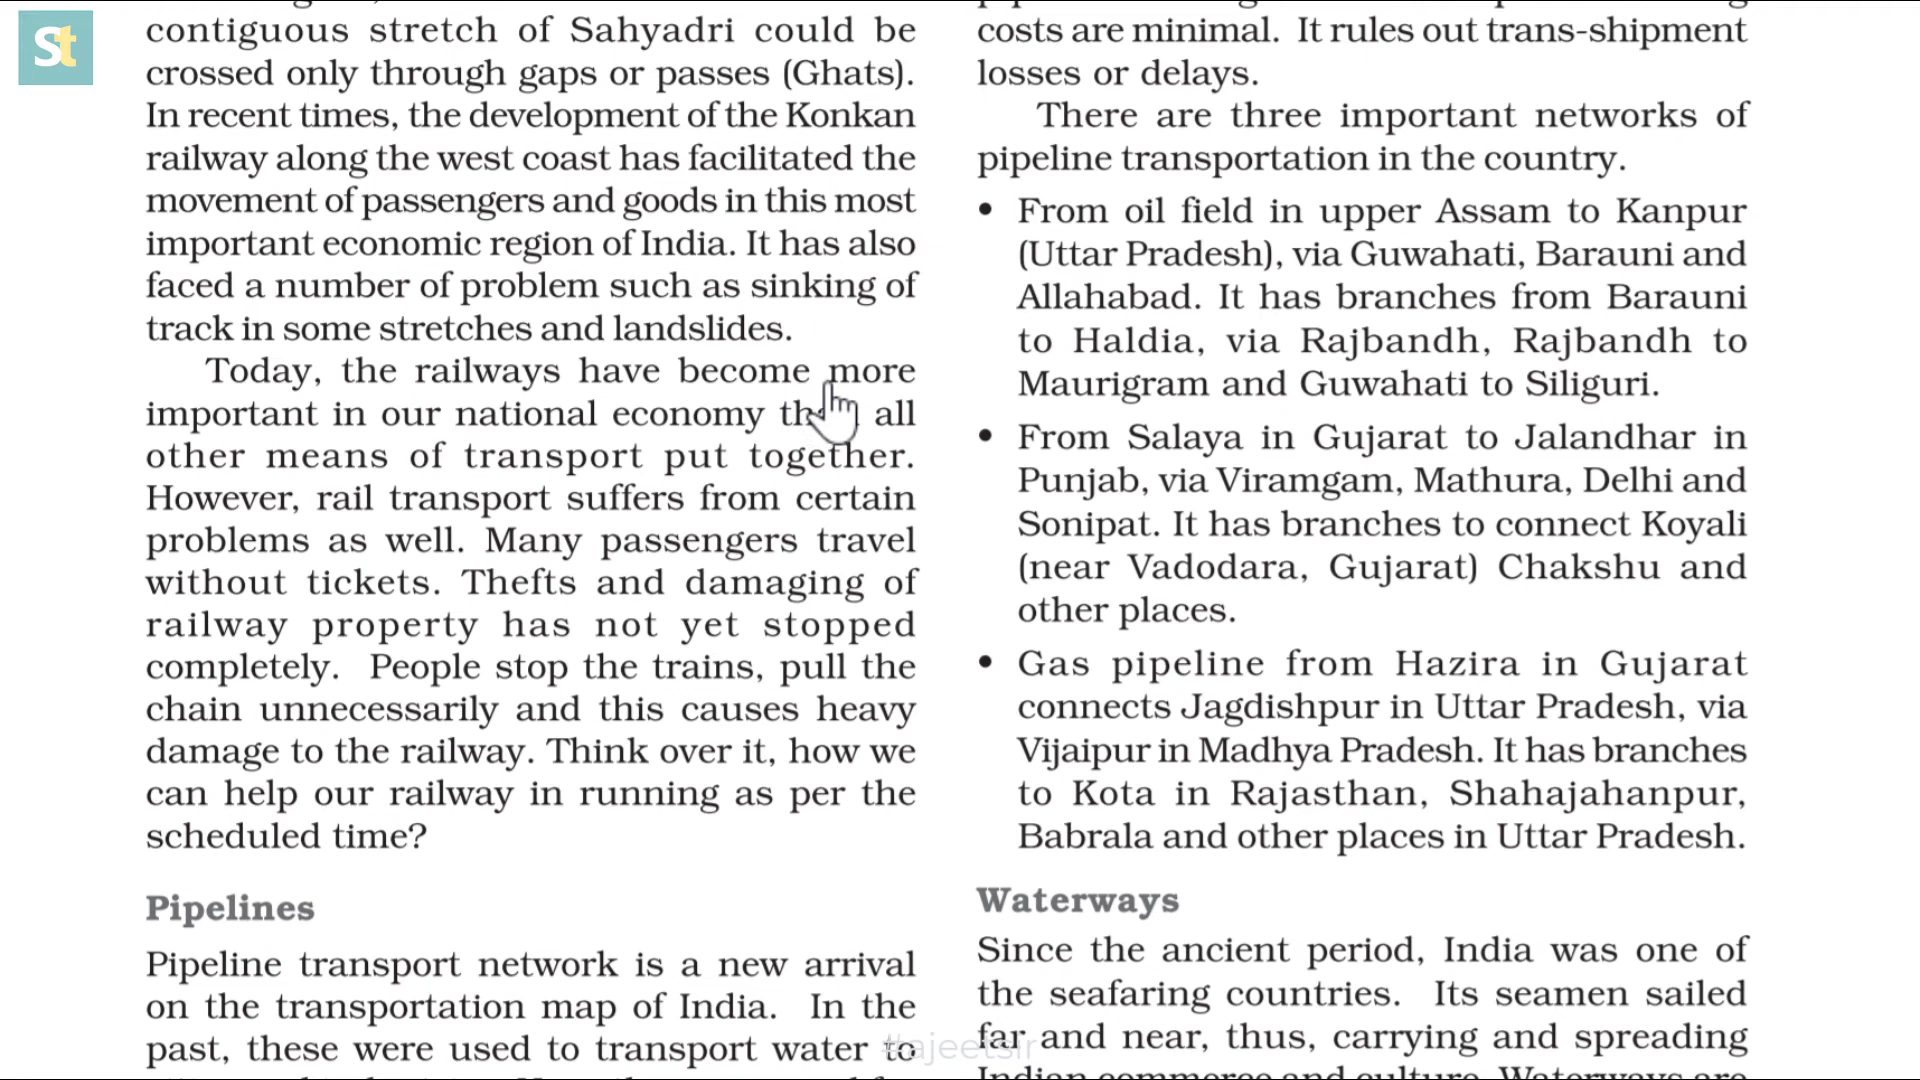 St
contiguous stretch of Sahyadri could be
crossed only through gaps or passes (Ghats).
In recent times, the development of the Konkan
railway along the west coast has facilitated the
movement of passengers and goods in this most
important economic region of India. It has also
faced a number of problem such as sinking of
track in some stretches and landslides.
Today, the railways have become more
important in our national economy all
other means of transport put together.
However, rail transport suffers from certain
problems as well. Many passengers travel
without tickets. Thefts and damaging of
railway property has not yet stopped
completely. People stop the trains, pull the
chain unnecessarily and this causes heavy
damage to the railway. Think over it, how we
can help our railway in running as per the
scheduled time?
Pipelines
Pipeline transport network is a new arrival
on the transportation map of India. In the
past, these were used to transport water to
costs are minimal. It rules out trans-shipment
losses or delays.
There are three important networks of
pipeline transportation in the country.
• From oil field in upper Assam to Kanpur
(Uttar Pradesh), via Guwahati, Barauni and
Allahabad. It has branches from Barauni
to Haldia, via Rajbandh, Rajbandh to
Maurigram and Guwahati to Siliguri.
• From Salaya in Gujarat to Jalandhar in
Punjab, via Viramgam, Mathura, Delhi and
Sonipat. It has branches to connect Koyali
(near Vadodara, Gujarat) Chakshu and
other places.
• Gas pipeline from Hazira in Gujarat
connects Jagdishpur in Uttar Pradesh, via
Vijaipur in Madhya Pradesh. It has branches
to Kota in Rajasthan, Shahajahanpur,
Babrala and other places in Uttar Pradesh.
Waterways
Since the ancient period, India was one of
the seafaring countries. Its seamen sailed
far and near, thus, carrying and spreading
Indian commerce and culture. Waterways are
#ajeetsir